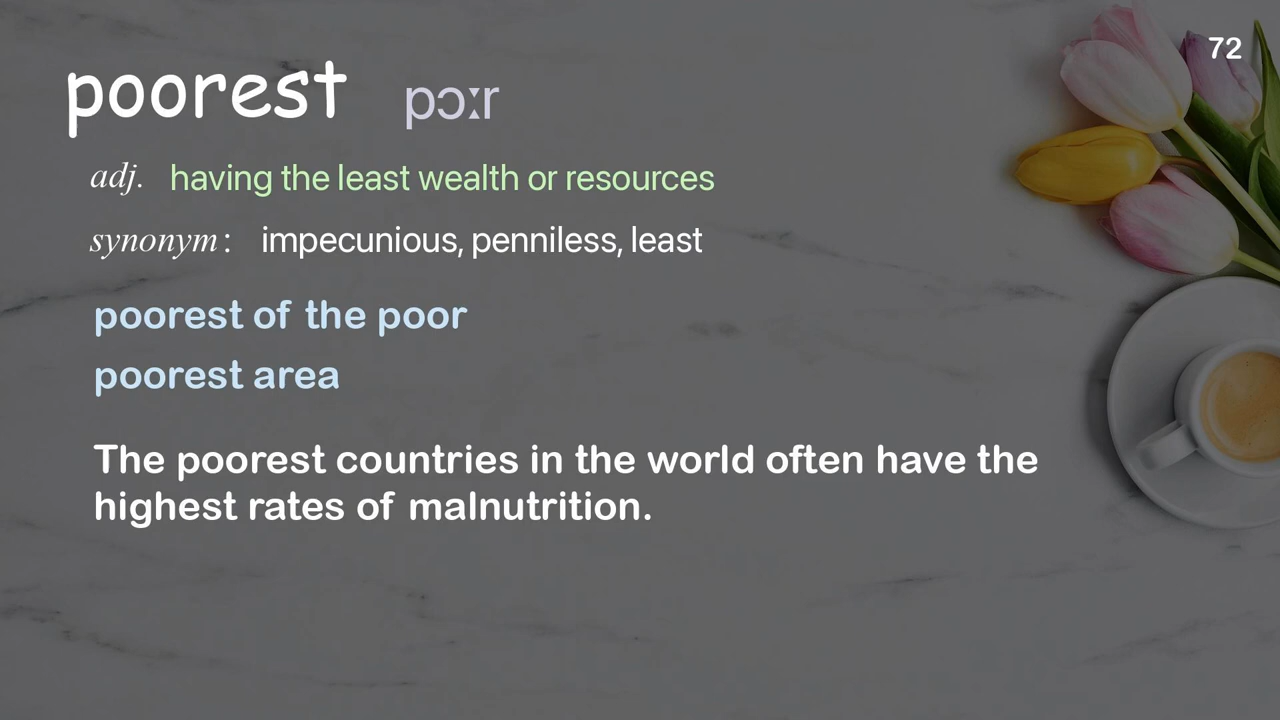 72
poorest pɔːr
adj. having the least wealth or resources
synonym: impecunious, penniless, least
poorest of the poor
poorest area
The poorest countries in the world often have the
highest rates of malnutrition.